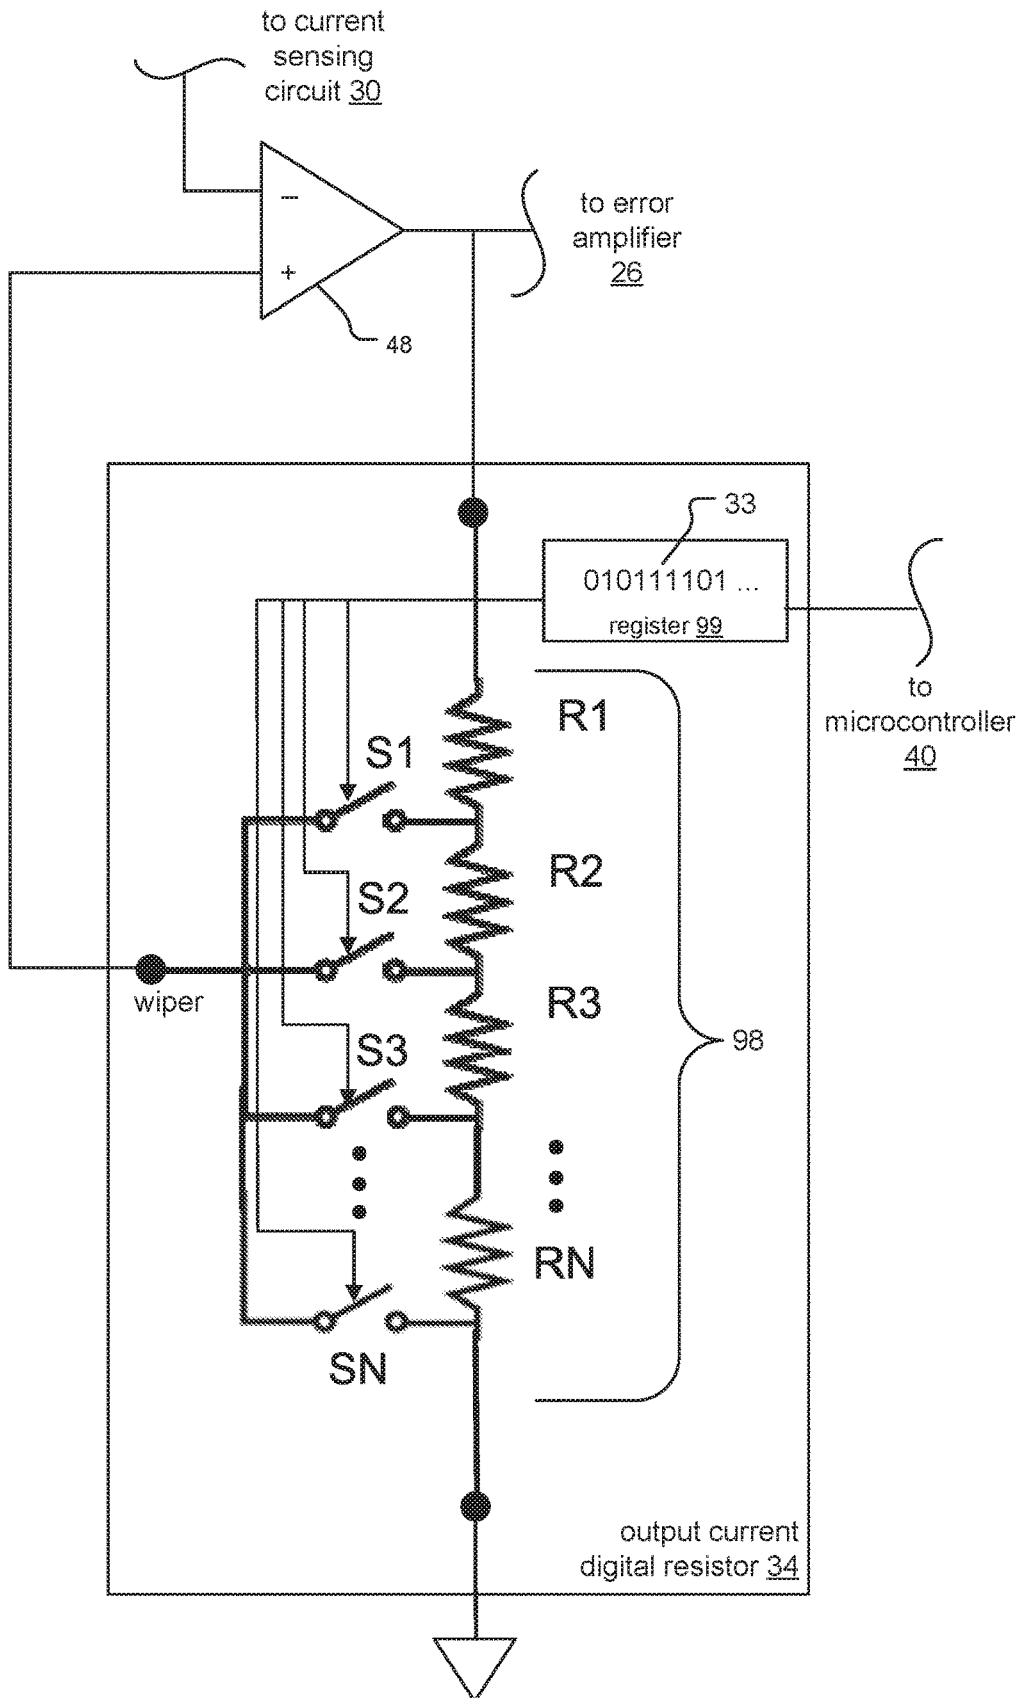 to current
sensing
circuit 30
−
+
to error
amplifier
26
48
33
010111101 ...
register 99
to
microcontroller
40
R1
S1
R2
S2
wiper
R3
S3
98
RN
SN
output current
digital resistor 34